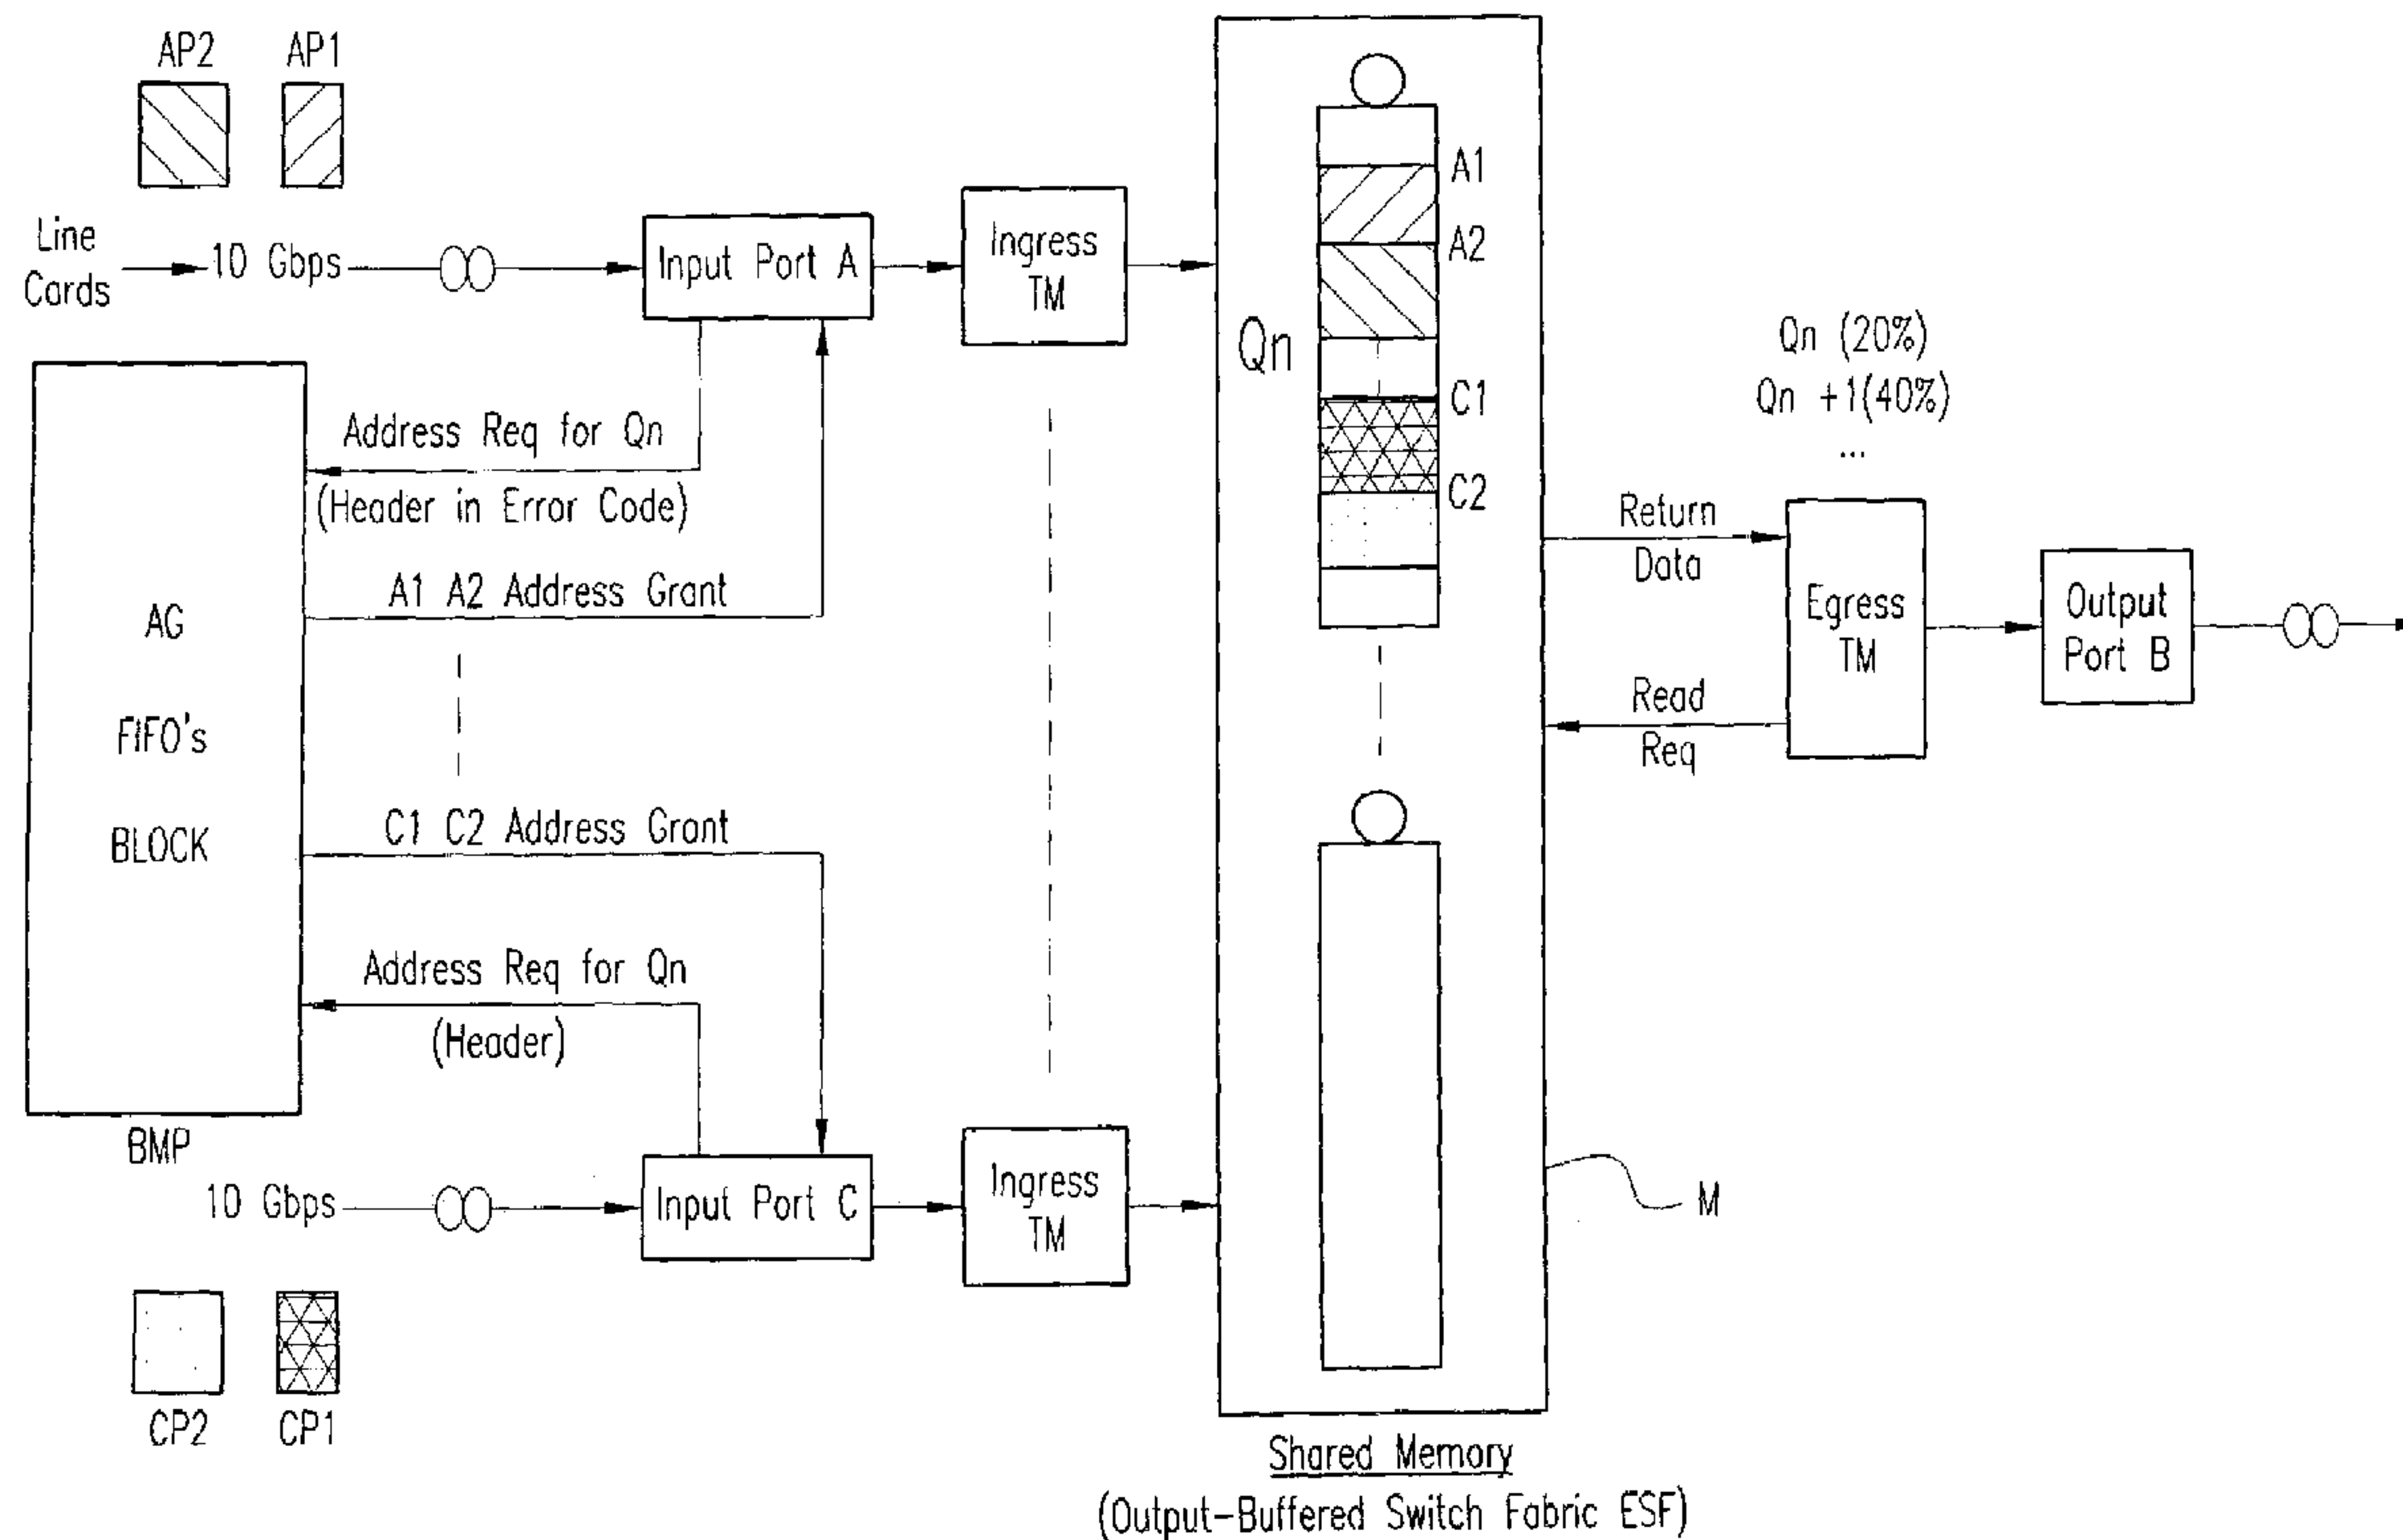 AP2
AP1
Line
Cards
10 Gbps
Input Port A
Ingress
TM
Qn
A1
A2
C1
C2
Qn (20%)
Qn +1(40%)
...
Address Req for Qn
(Header in Error Code)
A1 A2 Address Grant
AG
FIFO's
BLOCK
C1 C2 Address Grant
Address Req for Qn
(Header)
BMP
Return
Data
Read
Req
Egress
TM
Output
Port B
10 Gbps
Input Port C
Ingress
TM
M
CP2
CP1
Shared Memory
(Output-Buffered Switch Fabric ESF)